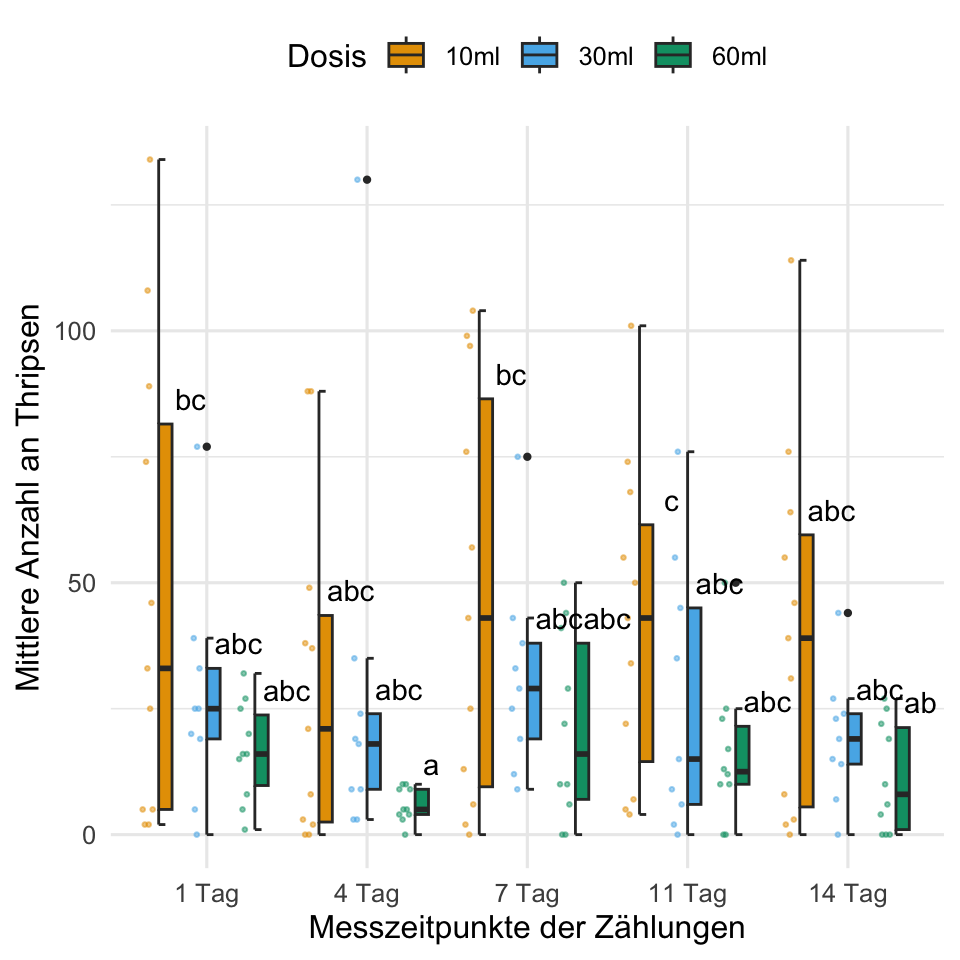 Dosis 10ml 30ml 60ml
Mittlere Anzahl an Thripsen
100
50
0
bc
abc
abc
abc
abc
a
bc
abc
abc
c
abc
abc
abc
abc
ab
1 Tag 4 Tag 7 Tag 11 Tag 14 Tag
Messzeitpunkte der Zählungen